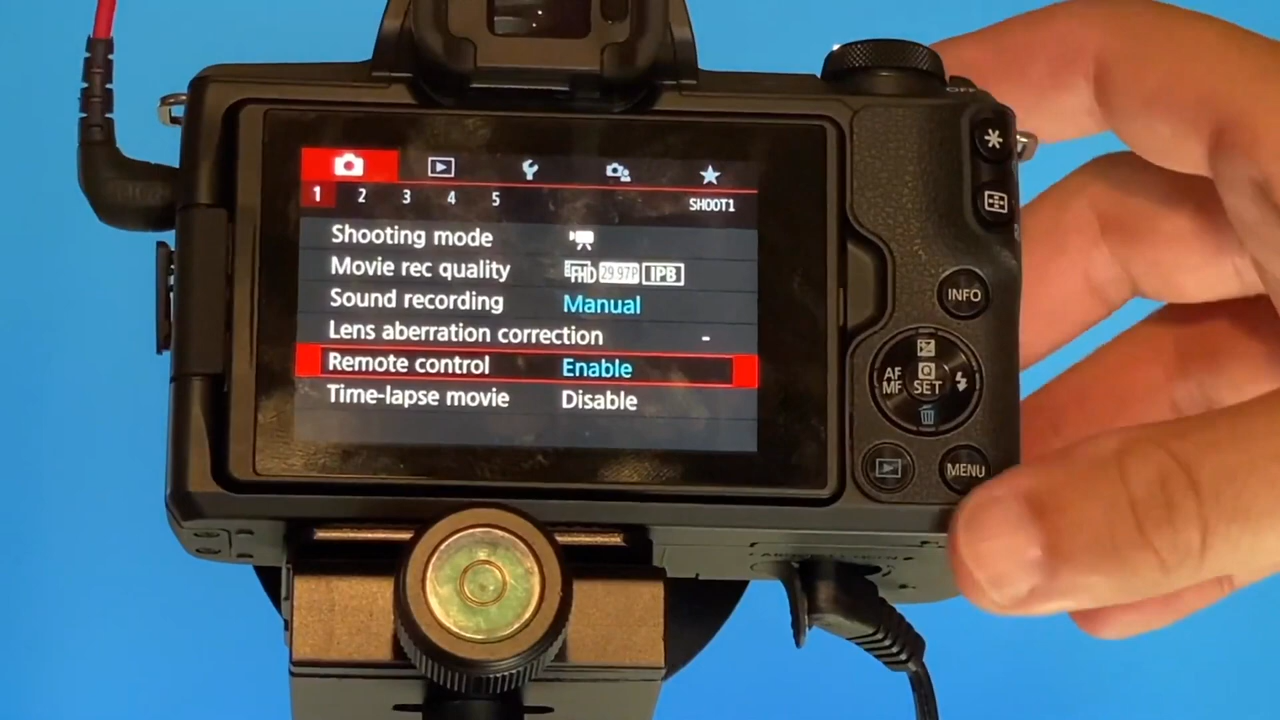 1 2 3 4 5 SHOOT1
Shooting mode
Movie rec quality FHD 29.97P IPB
Sound recording Manual
Lens aberration correction -
Remote control Enable
Time-lapse movie Disable
OFF
INFO
AF
MF
Q
SET
MENU